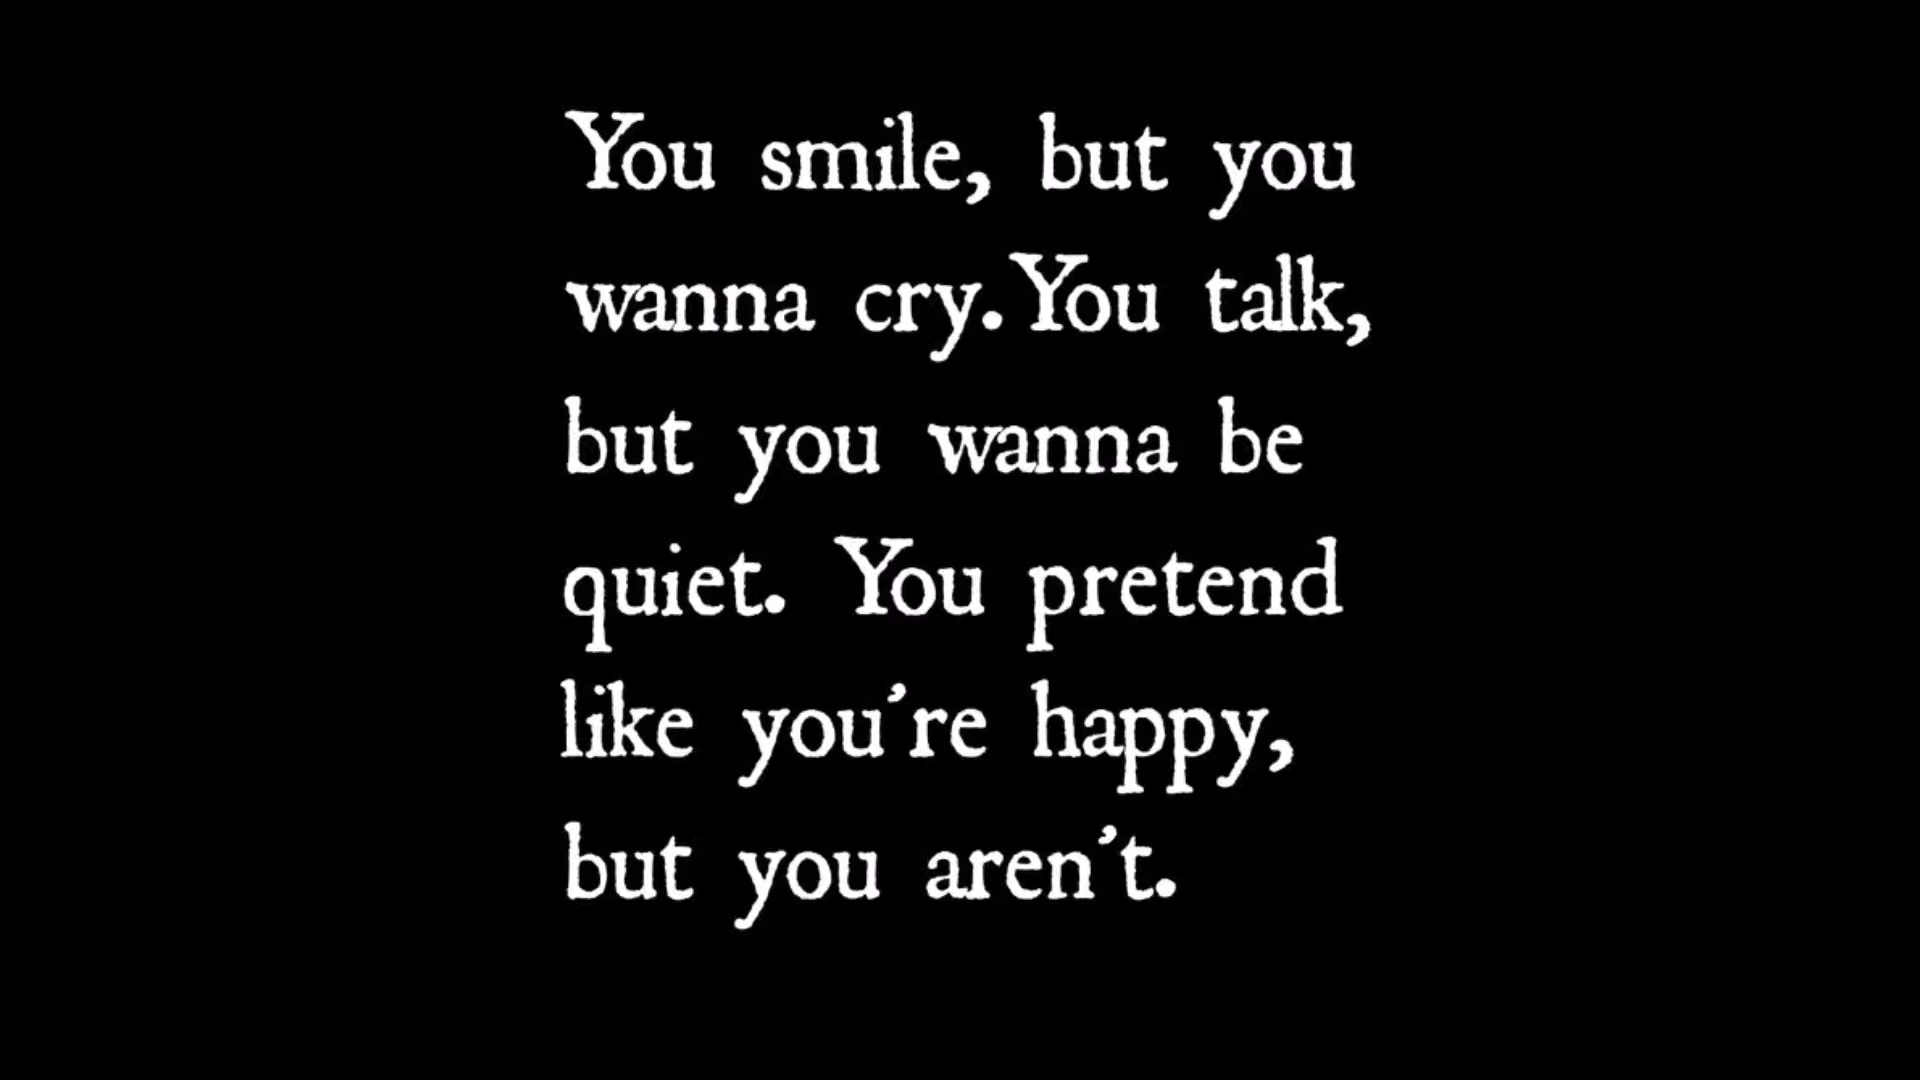 You smile, but you
wanna cry. You talk,
but you wanna be
quiet. You pretend
like you're happy,
but you aren't.